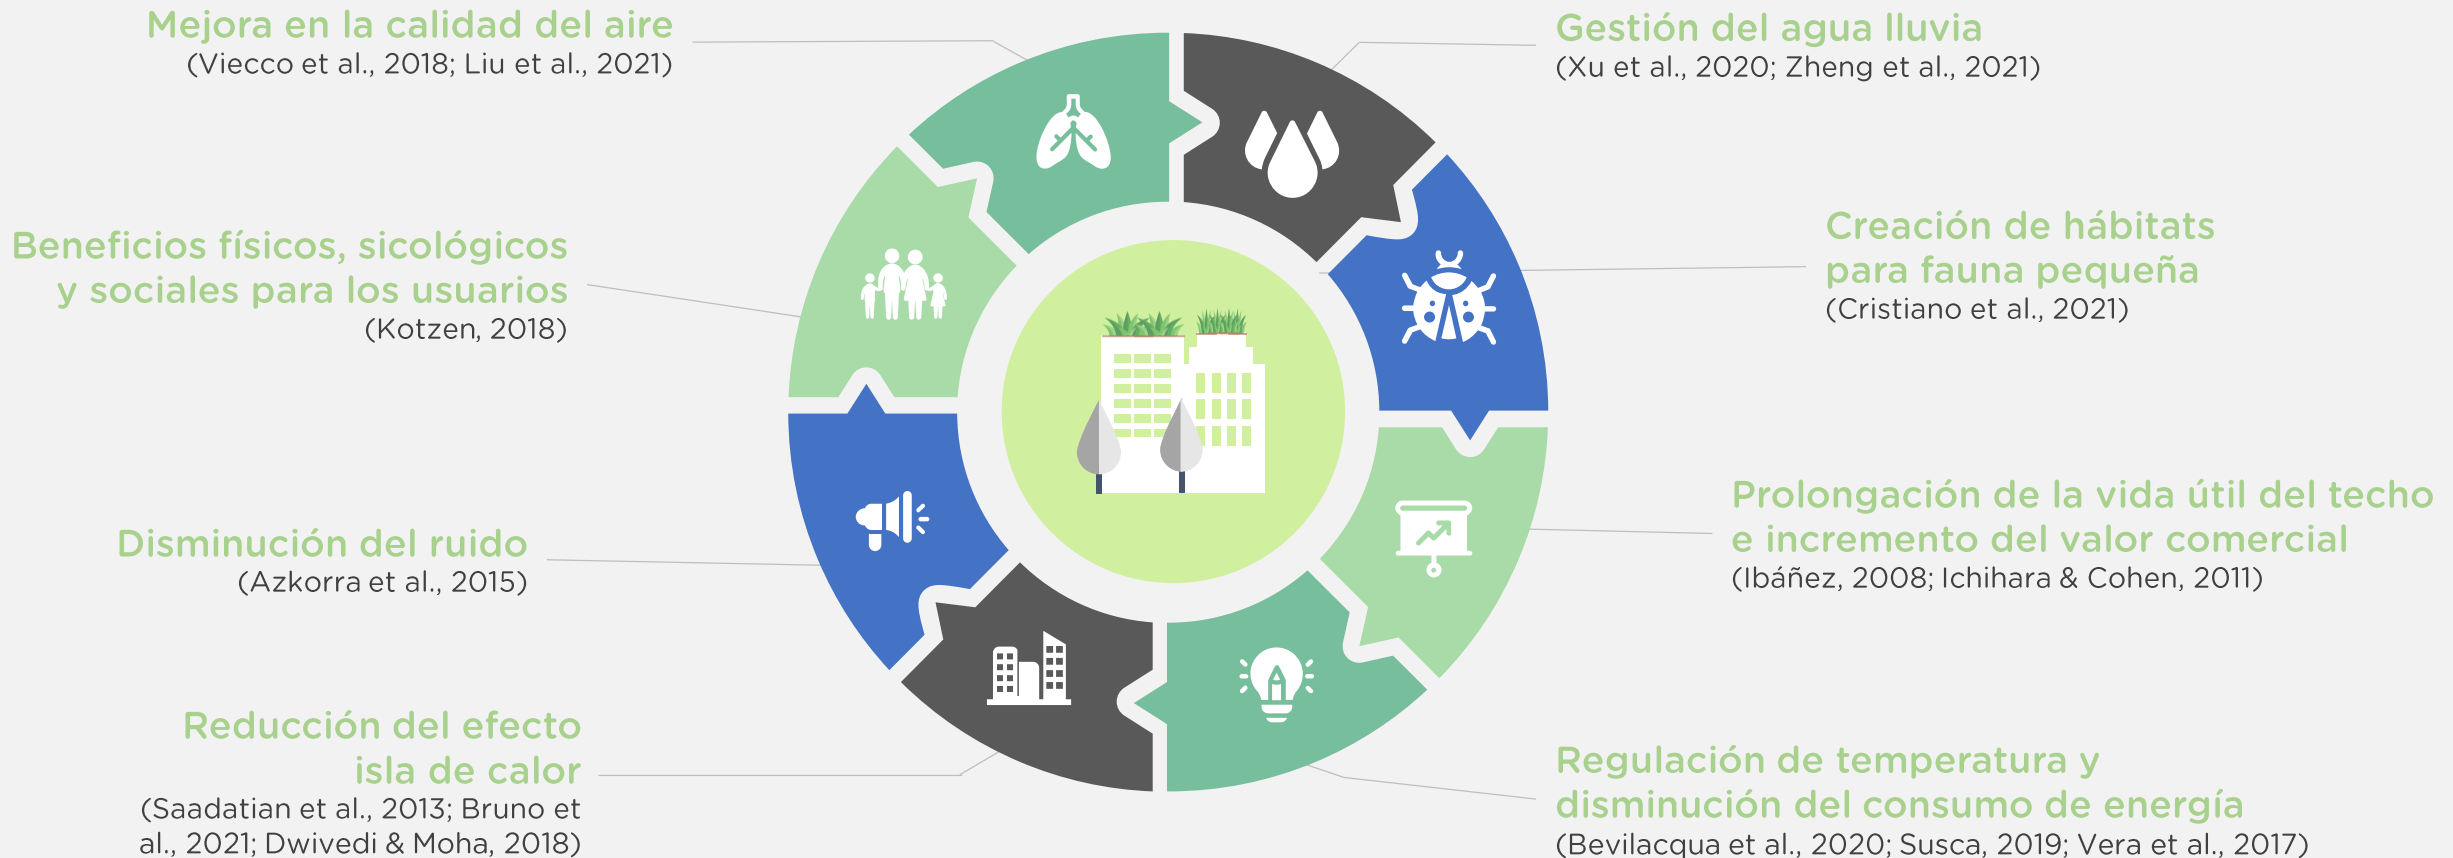 Mejora en la calidad del aire
(Viecco et al., 2018; Liu et al., 2021)
Gestión del agua lluvia
(Xu et al., 2020; Zheng et al., 2021)
Beneficios físicos, sicológicos
y sociales para los usuarios
(Kotzen, 2018)
Creación de hábitats
para fauna pequeña
(Cristiano et al., 2021)
Disminución del ruido
(Azkorra et al., 2015)
Prolongación de la vida útil del techo
e incremento del valor comercial
(Ibáñez, 2008; Ichihara & Cohen, 2011)
Reducción del efecto
isla de calor
(Saadatian et al., 2013; Bruno et
al., 2021; Dwivedi & Moha, 2018)
Regulación de temperatura y
disminución del consumo de energía
(Bevilacqua et al., 2020; Susca, 2019; Vera et al., 2017)